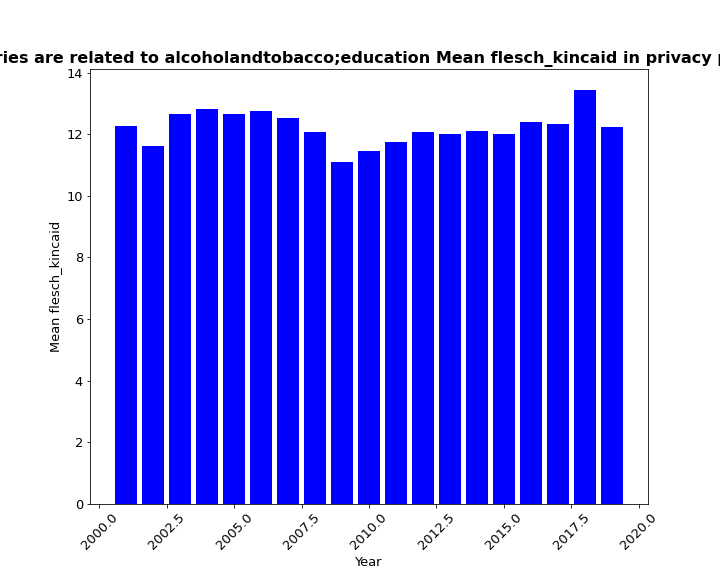 ries are related to alcoholandtobacco;education Mean flesch_kincaid in privacy p
14
12
10
8
6
4
2
0
Mean flesch_kincaid
2000.0 2002.5 2005.0 2007.5 2010.0 2012.5 2015.0 2017.5 2020.0
Year